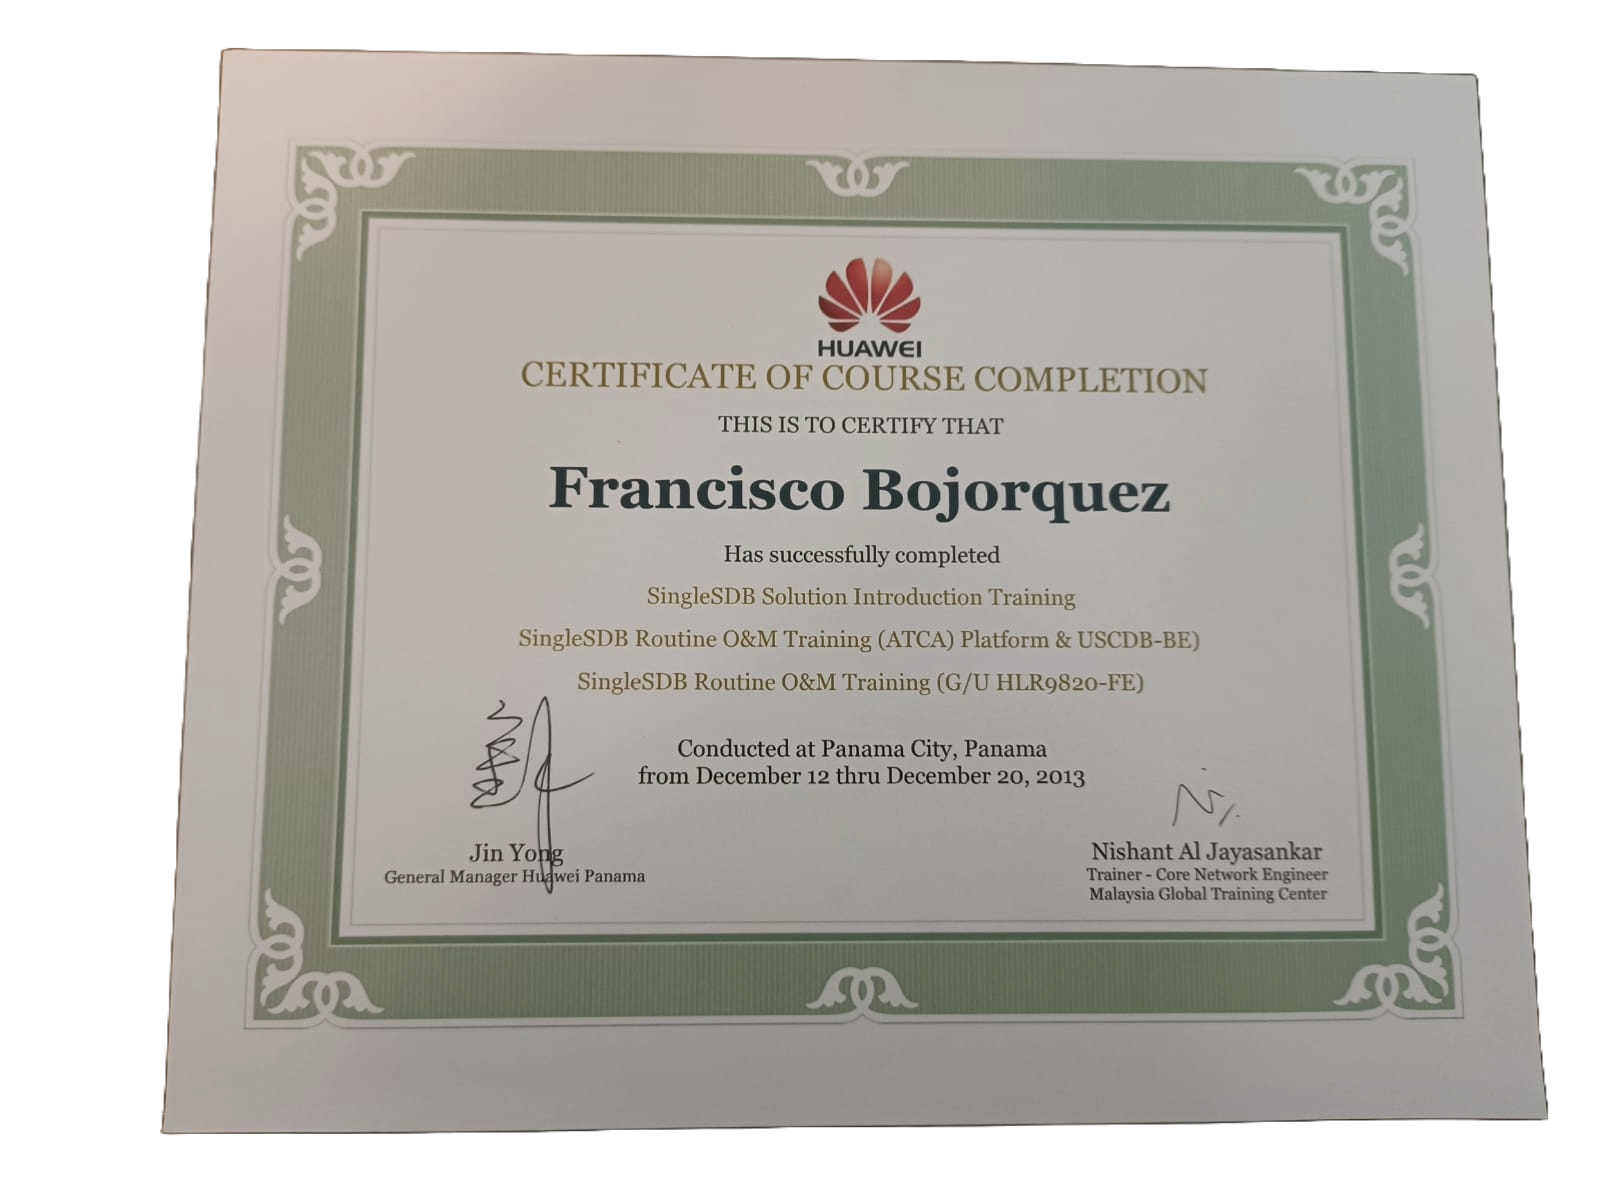 HUAWEI
CERTIFICATE OF COURSE COMPLETION
THIS IS TO CERTIFY THAT
Francisco Bojorquez
Has successfully completed
SingleSDB Solution Introduction Training
SingleSDB Routine O&M Training (ATCA) Platform & USCDB-BE)
SingleSDB Routine O&M Training (G/U HLR9820-FE)
Conducted at Panama City, Panama
from December 12 thru December 20, 2013
Jin Yong
General Manager Huawei Panama
Nishant Al Jayasankar
Trainer - Core Network Engineer
Malaysia Global Training Center